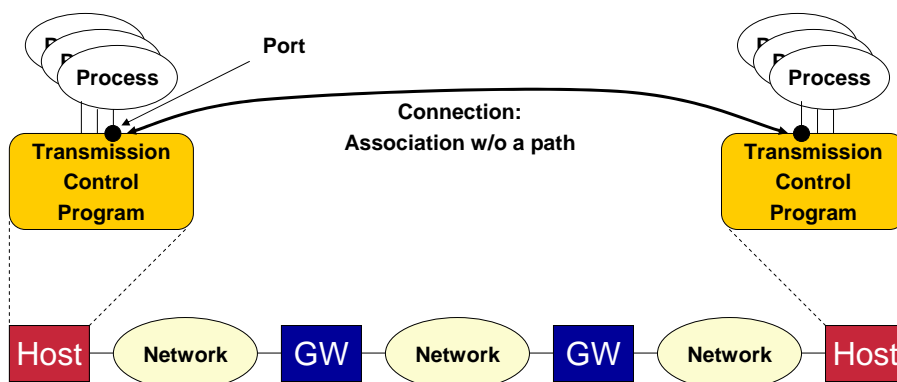 Process
Port
Process
Connection:
Association w/o a path
Transmission
Control
Program
Transmission
Control
Program
Host
Network
GW
Network
GW
Network
Host